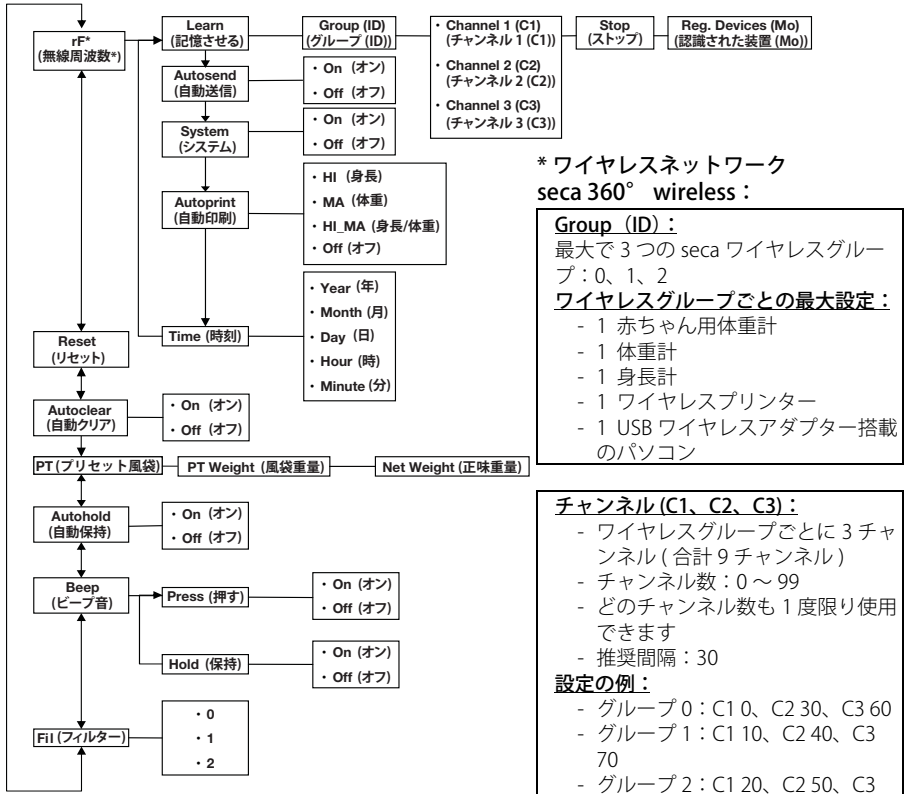 rF*
(無線周波数*)
Learn
(記憶させる)
Group (ID)
(グループ (ID))
・ Channel 1 (C1)
(チャンネル 1 (C1))
・ Channel 2 (C2)
(チャンネル 2 (C2))
・ Channel 3 (C3)
(チャンネル 3 (C3))
Stop
(ストップ)
Reg. Devices (Mo)
(認識された装置 (Mo))
Autosend
(自動送信)
・ On (オン)
・ Off (オフ)
System
(システム)
・ On (オン)
・ Off (オフ)
Autoprint
(自動印刷)
・ HI (身長)
・ MA (体重)
・ HI_MA (身長/体重)
・ Off (オフ)
Time (時刻)
・ Year (年)
・ Month (月)
・ Day (日)
・ Hour (時)
・ Minute (分)
Reset
(リセット)
Autoclear
(自動クリア)
・ On (オン)
・ Off (オフ)
PT (プリセット風袋)
PT Weight (風袋重量)
Net Weight (正味重量)
Autohold
(自動保持)
・ On (オン)
・ Off (オフ)
Beep
(ビープ音)
Press (押す)
・ On (オン)
・ Off (オフ)
Hold (保持)
・ On (オン)
・ Off (オフ)
Fil (フィルター)
・ 0
・ 1
・ 2
* ワイヤレスネットワーク
seca 360° wireless：
Group（ID）：
最大で 3 つの seca ワイヤレスグルー
プ：0、1、2
ワイヤレスグループごとの最大設定：
- 1 赤ちゃん用体重計
- 1 体重計
- 1 身長計
- 1 ワイヤレスプリンター
- 1 USB ワイヤレスアダプター搭載
のパソコン
チャンネル (C1、C2、C3)：
- ワイヤレスグループごとに 3 チャ
ンネル ( 合計 9 チャンネル )
- チャンネル数：0 ～ 99
- どのチャンネル数も 1 度限り使用
できます
- 推奨間隔：30
設定の例：
- グループ 0：C1 0、C2 30、C3 60
- グループ 1：C1 10、C2 40、C3
70
- グループ 2：C1 20、C2 50、C3